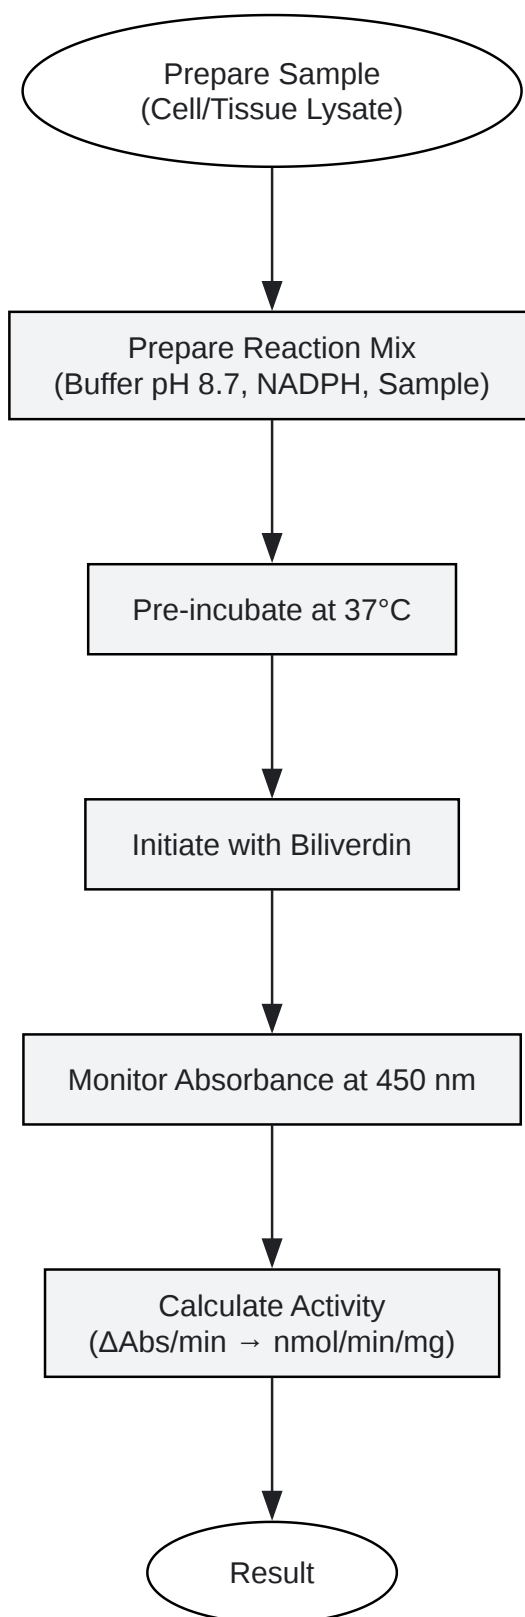 Prepare Sample
(Cell/Tissue Lysate)
Prepare Reaction Mix
(Buffer pH 8.7, NADPH, Sample)
Pre-incubate at 37°C
Initiate with Biliverdin
Monitor Absorbance at 450 nm
Calculate Activity
(ΔAbs/min → nmol/min/mg)
Result